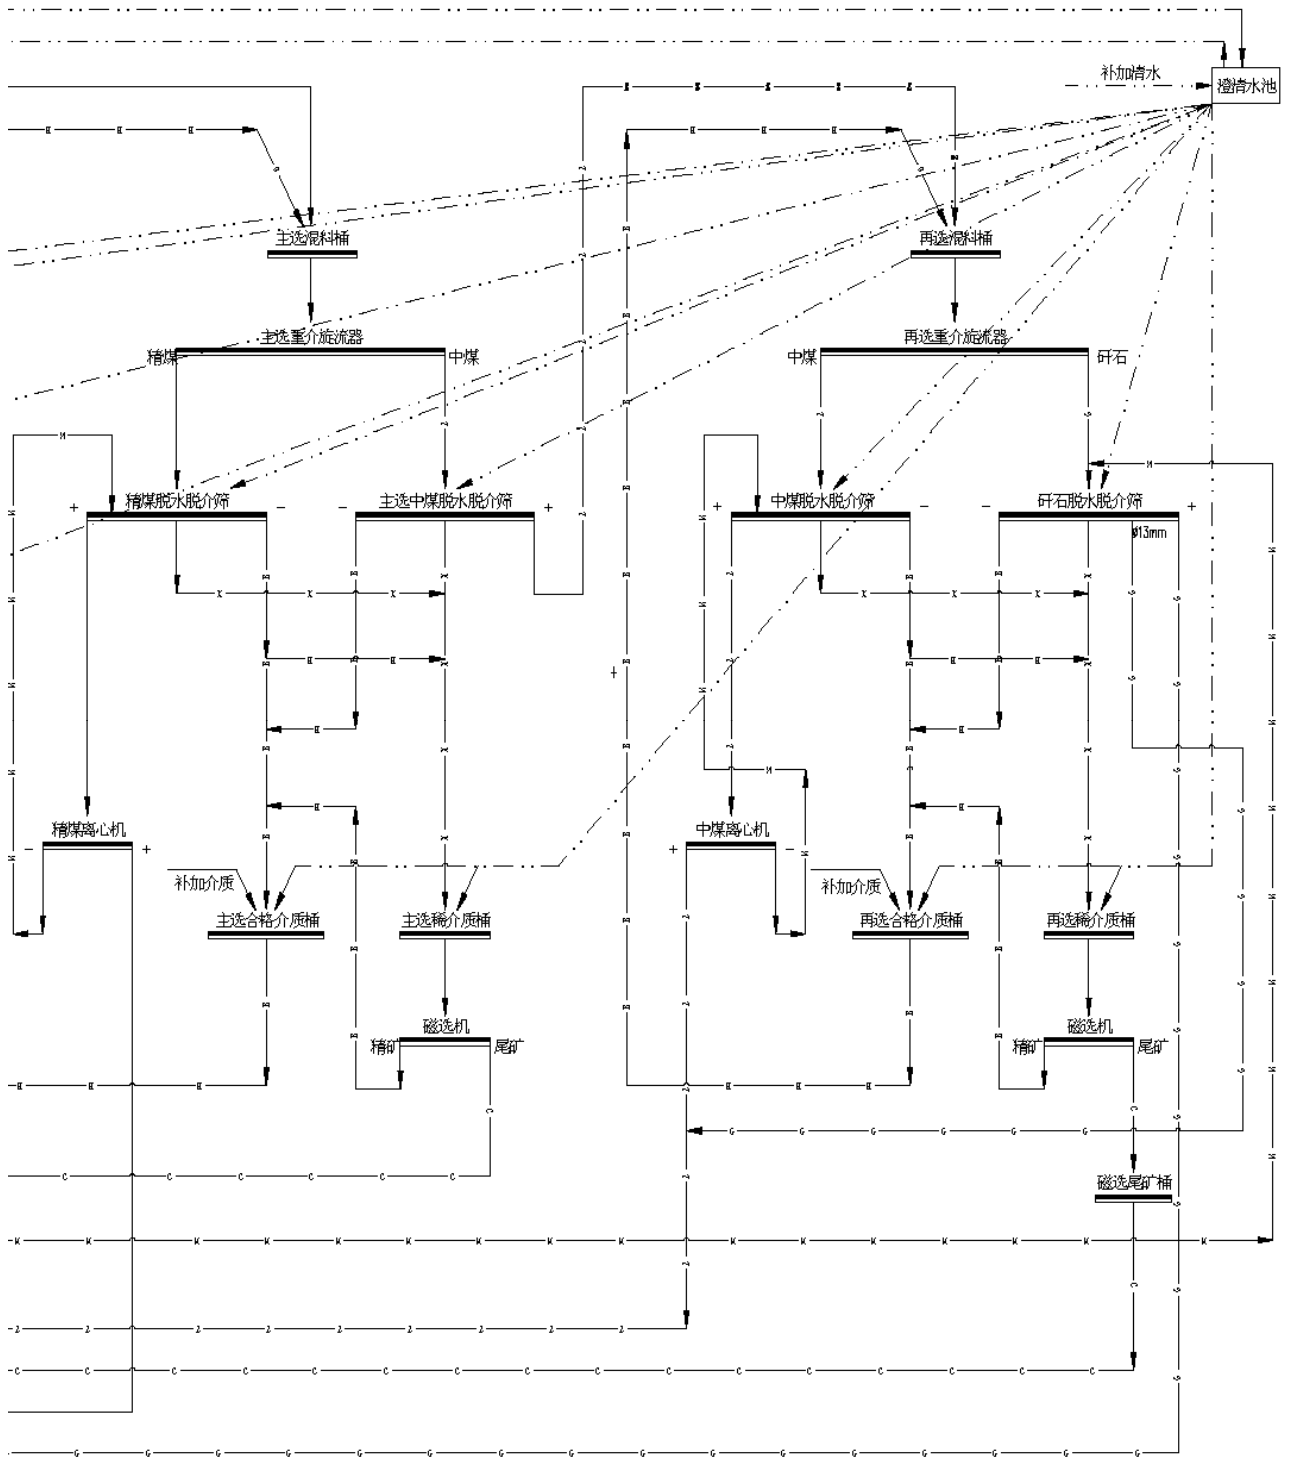 补加清水
澄清水池
主选混料桶
再选混料桶
主选重介旋流器
再选重介旋流器
精煤
中煤
中煤
矸石
+
精煤脱水脱介筛
-
-
主选中煤脱水脱介筛
+
+
中煤脱水脱介筛
-
-
矸石脱水脱介筛
+
ø13mm
+
精煤离心机
-
+
中煤离心机
+
-
补加介质
补加介质
主选合格介质桶
主选稀介质桶
再选合格介质桶
再选稀介质桶
磁选机
磁选机
精矿
尾矿
精矿
尾矿
磁选尾矿桶